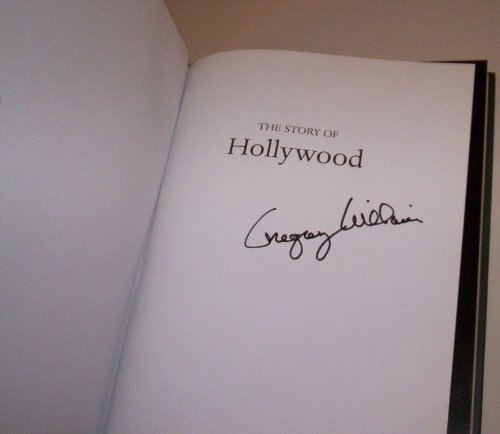 THE STORY OF
Hollywood
Gregory Williams